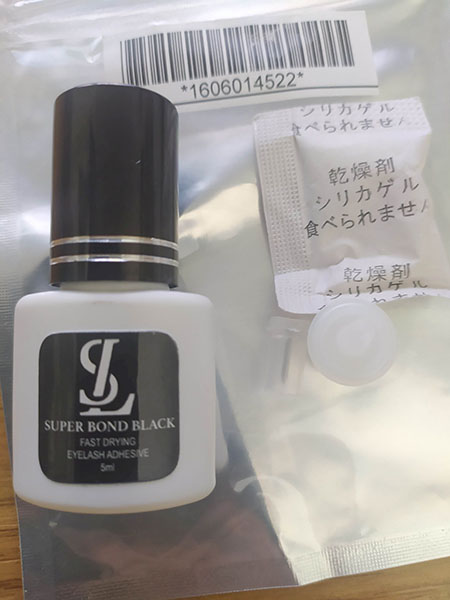 *1606014522*
シリカゲル
食べられません
乾燥剤
シリカゲル
食べられません
乾燥剤
シリカゲル
SL
SUPER BOND BLACK
FAST DRYING
EYELASH ADHESIVE
5ml